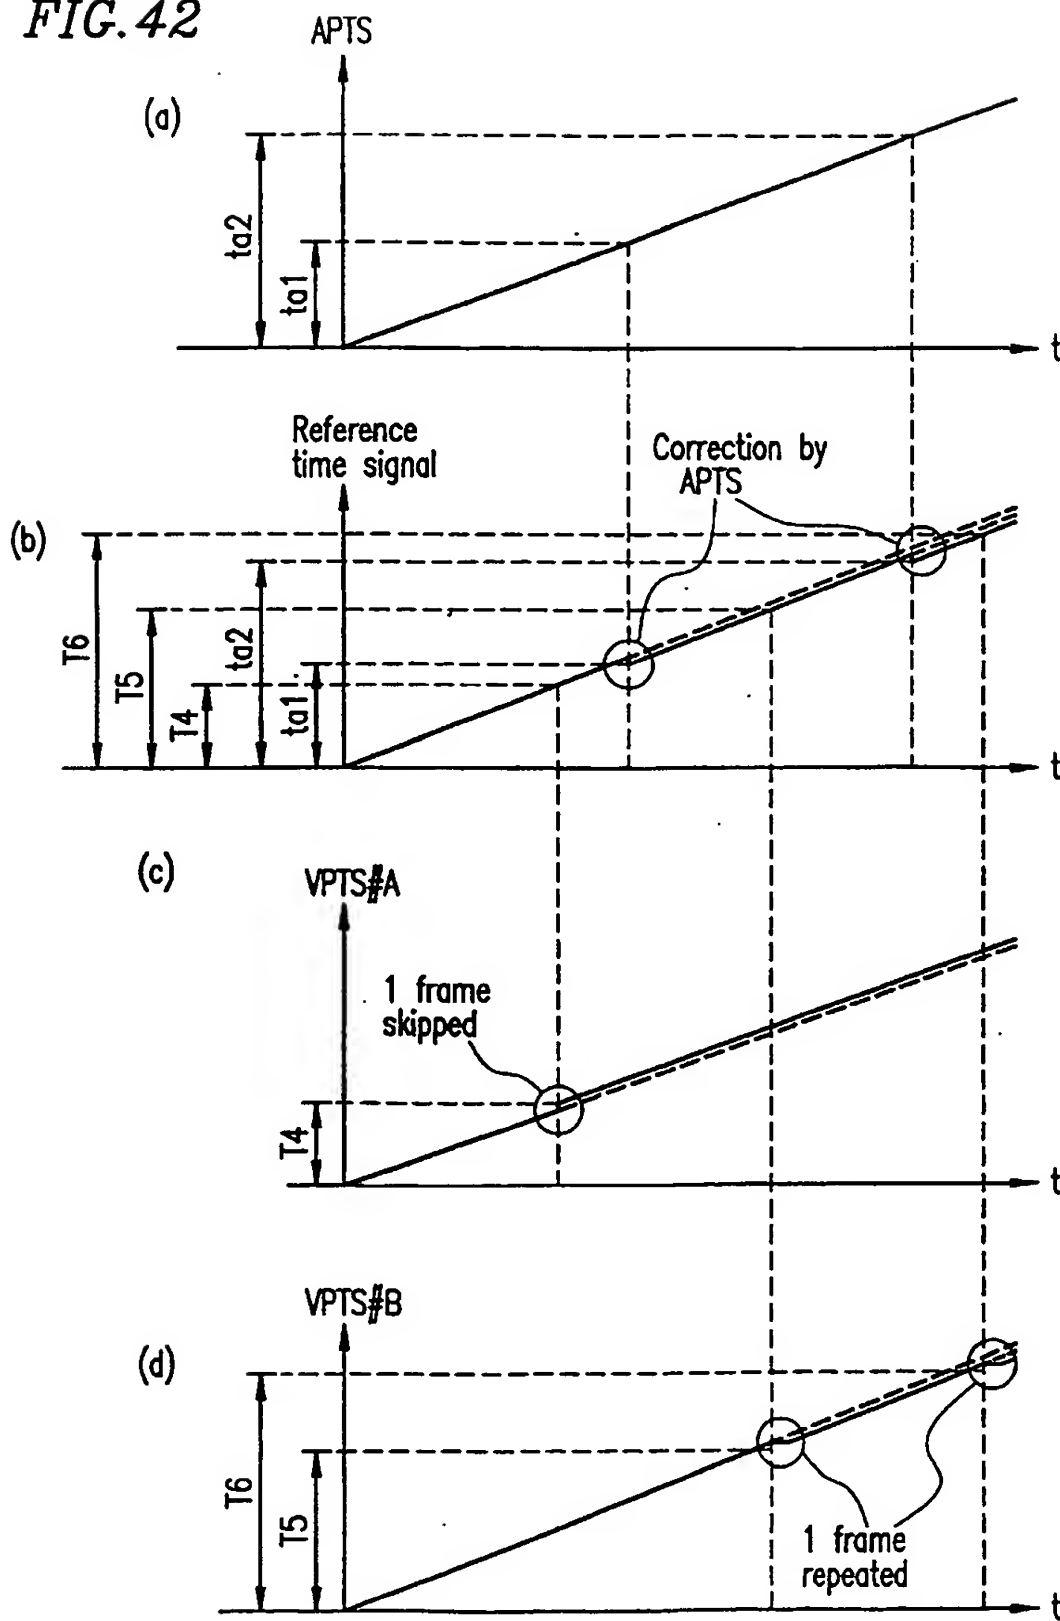 FIG. 42
APTS
(a)
ta2
ta1
t
Reference
time signal
Correction by
APTS
(b)
T6
T5
T4
ta2
ta1
t
(c)
VPTS#A
1 frame
skipped
T4
t
VPTS#B
(d)
T6
T5
1 frame
repeated
t